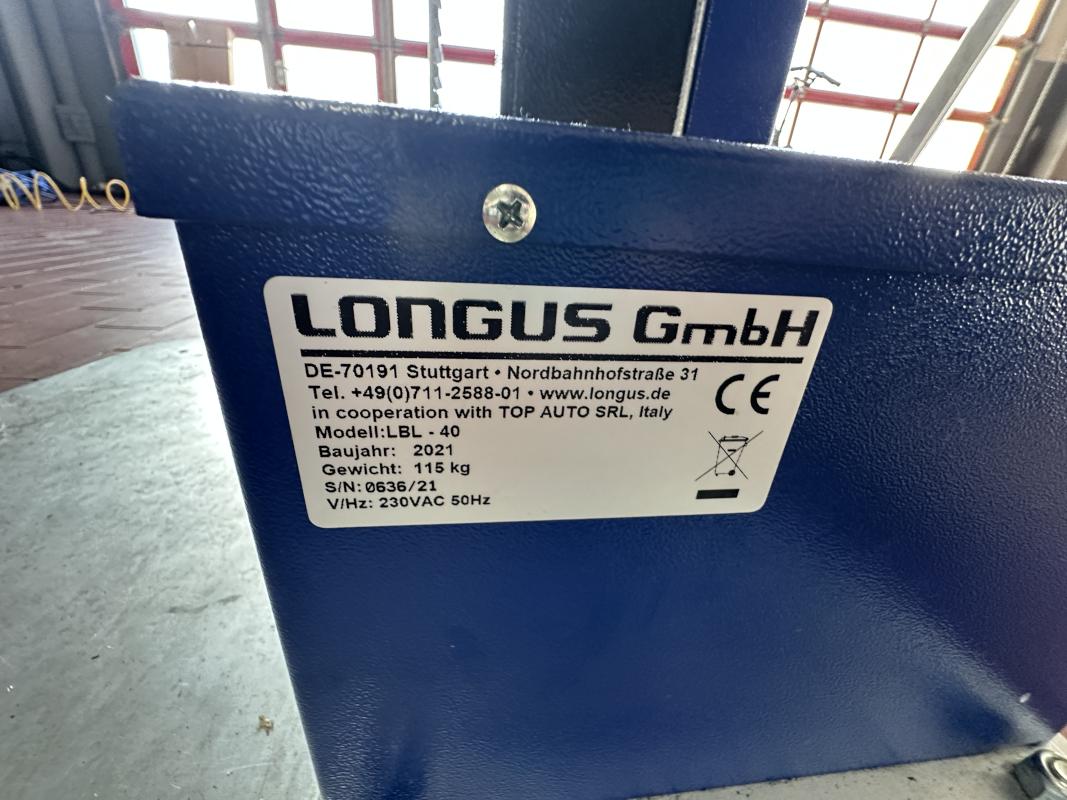 LONGUS GmbH
DE-70191 Stuttgart • Nordbahnhofstraße 31
Tel. +49(0)711-2588-01 • www.longus.de
in cooperation with TOP AUTO SRL, Italy
CE
Modell:LBL - 40
Baujahr: 2021
Gewicht: 115 kg
S/N: 0636/21
V/Hz: 230VAC 50Hz